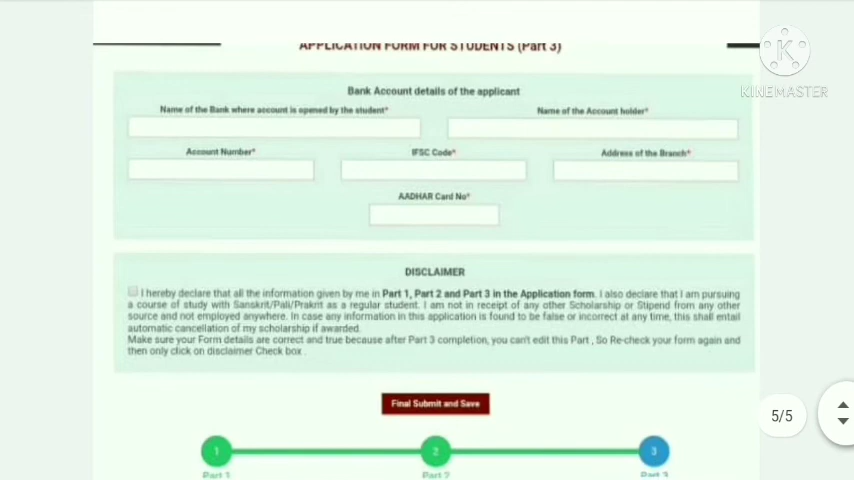 APPLICATION FORM FOR STUDENTS (Part 3)
K
KINEMASTER
Bank Account details of the applicant
Name of the Bank where account is opened by the student*
Name of the Account holder*
Account Number*
IFSC Code*
Address of the Branch*
AADHAR Card No*
DISCLAIMER
I hereby declare that all the information given by me in Part 1, Part 2 and Part 3 in the Application form. I also declare that I am pursuing
a course of study with Sanskrit/Pali/Prakrit as a regular student. I am not in receipt of any other Scholarship or Stipend from any other
source and not employed anywhere. In case any information in this application is found to be false or incorrect at any time, this shall entail
automatic cancellation of my scholarship if awarded.
Make sure your Form details are correct and true because after Part 3 completion, you can't edit this Part , So Re-check your form again and
then only click on disclaimer Check box .
Final Submit and Save
5/5
1
2
3
Part 1
Part 2
Part 3